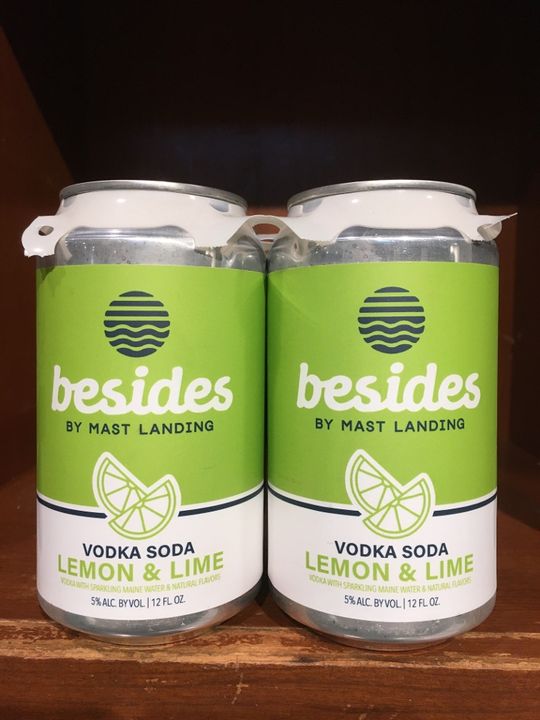 besides
BY MAST LANDING
VODKA SODA
LEMON & LIME
VODKA WITH SPARKLING MAINE WATER & NATURAL FLAVORS
5% ALC. BY VOL. | 12 FL. OZ.
besides
BY MAST LANDING
VODKA SODA
LEMON & LIME
VODKA WITH SPARKLING MAINE WATER & NATURAL FLAVORS
5% ALC. BY VOL. | 12 FL. OZ.